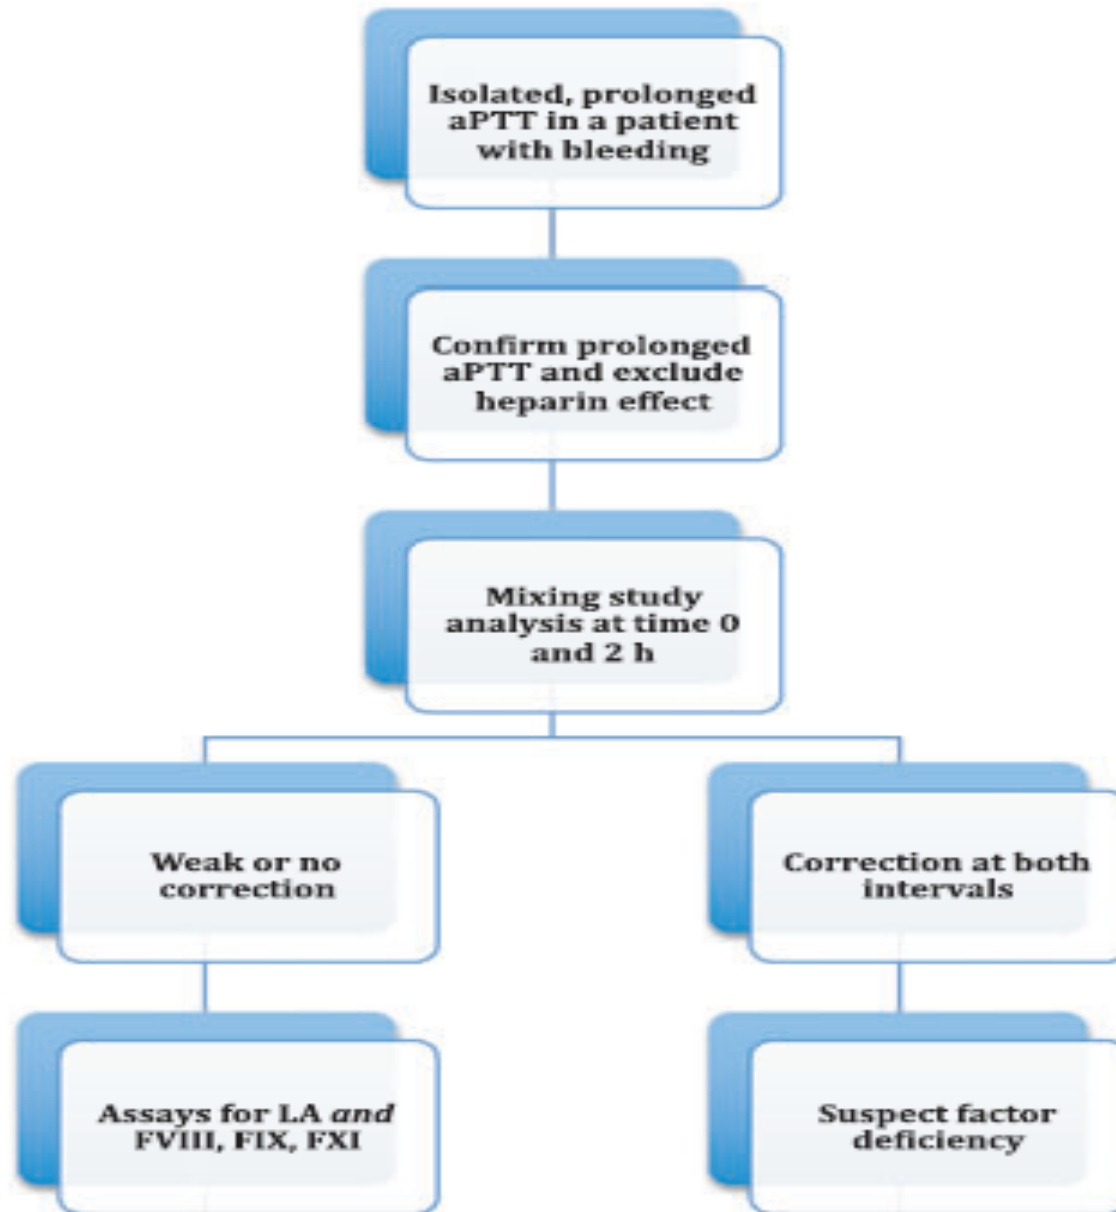 Isolated, prolonged
aPTT in a patient
with bleeding
Confirm prolonged
aPTT and exclude
heparin effect
Mixing study
analysis at time 0
and 2 h
Weak or no
correction
Correction at both
intervals
Assays for LA and
FVIII, FIX, FXI
Suspect factor
deficiency